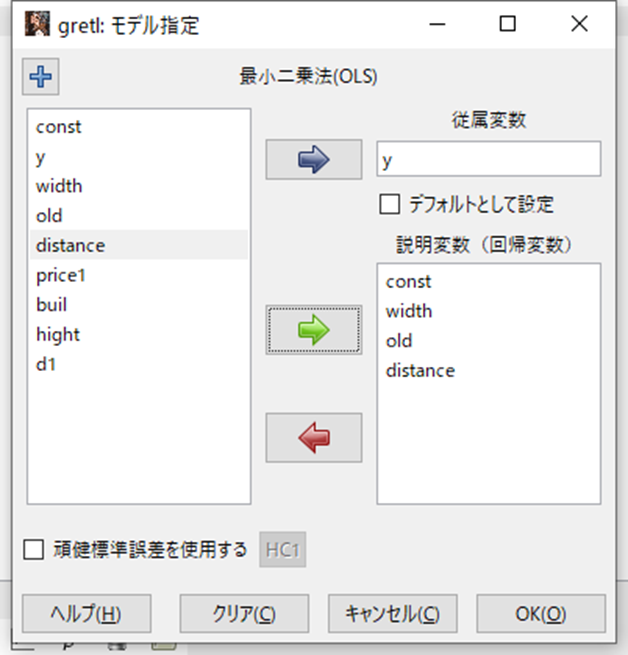 gretl: モデル指定
最小二乗法(OLS)
const
y
width
old
distance
price1
buil
hight
d1
従属変数
y
デフォルトとして設定
説明変数（回帰変数）
const
width
old
distance
頑健標準誤差を使用する
HC1
ヘルプ(H)
クリア(C)
キャンセル(C)
OK(O)